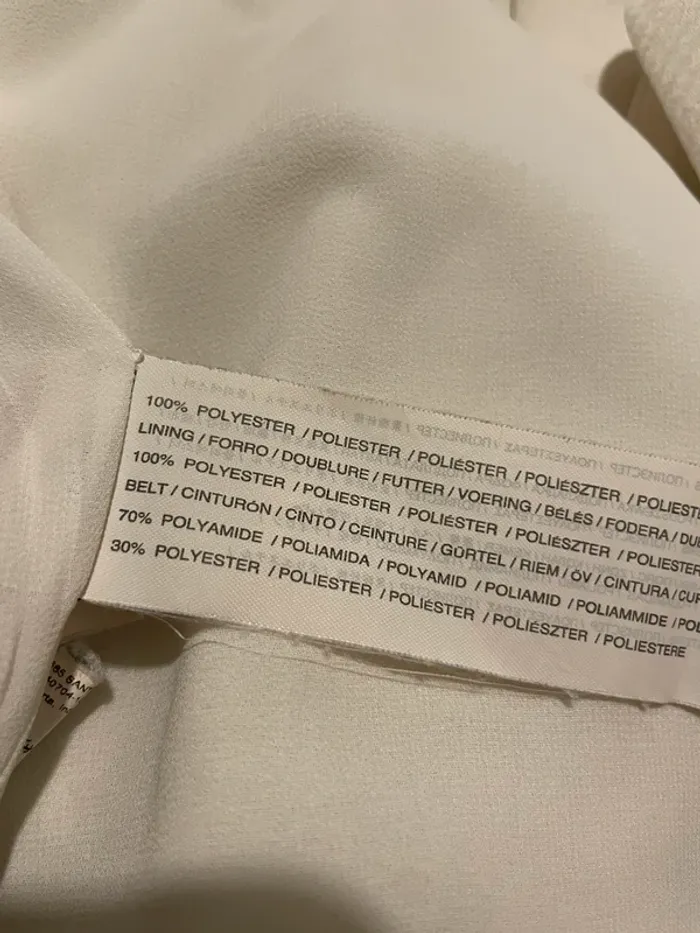 100% POLYESTER / POLIESTER / POLIÉSTER / POLIÉSZTER /
LINING / FORRO / DOUBLURE / FUTTER / VOERING / BÉLÉS / FODERA /
100% POLYESTER / POLIESTER / POLIÉSTER / POLIÉSZTER / POLIESTER
BELT / CINTURÓN / CINTO / CEINTURE / GÜRTEL / RIEM / ÖV / CINTURA /
70% POLYAMIDE / POLIAMIDA / POLYAMID / POLIAMID / POLIAMMIDE /
30% POLYESTER / POLIESTER / POLIÉSTER / POLIÉSZTER / POLIESTERE